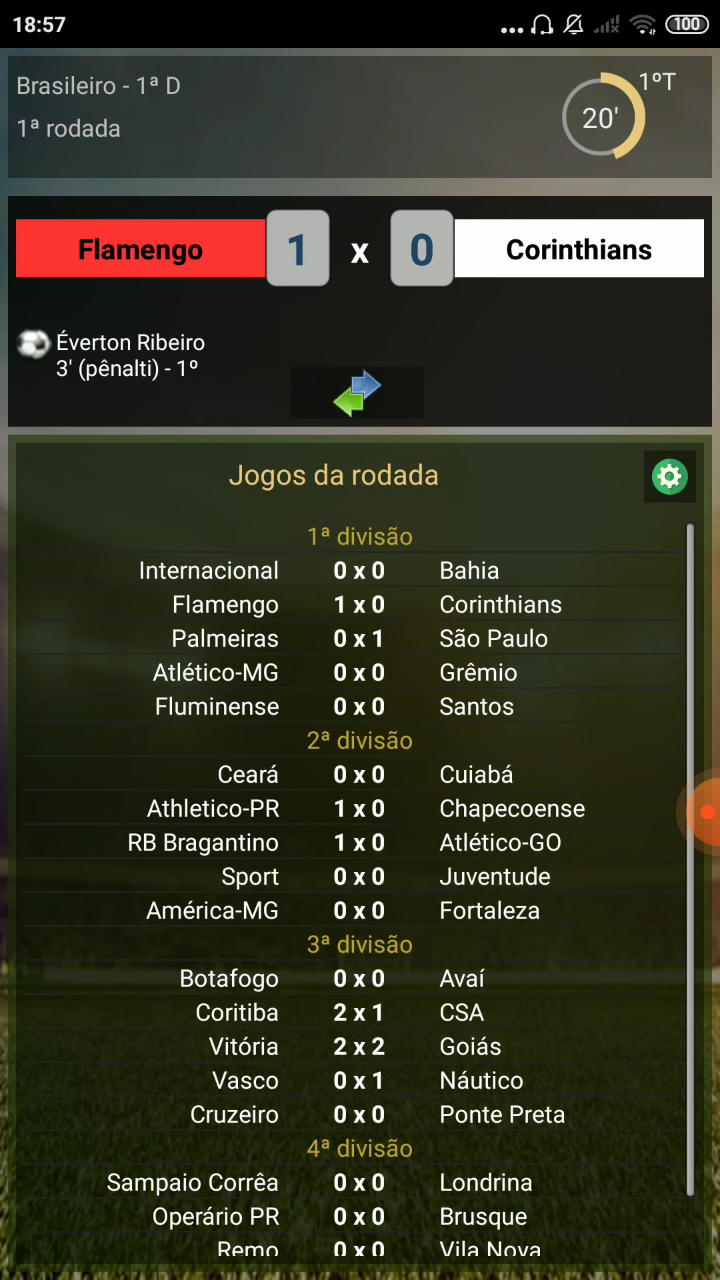 18:57
100
Brasileiro - 1ª D
1ºT
20'
1ª rodada
Flamengo 1 x 0 Corinthians
Éverton Ribeiro
3' (pênalti) - 1º
Jogos da rodada
1ª divisão
Internacional 0 x 0 Bahia
Flamengo 1 x 0 Corinthians
Palmeiras 0 x 1 São Paulo
Atlético-MG 0 x 0 Grêmio
Fluminense 0 x 0 Santos
2ª divisão
Ceará 0 x 0 Cuiabá
Athletico-PR 1 x 0 Chapecoense
RB Bragantino 1 x 0 Atlético-GO
Sport 0 x 0 Juventude
América-MG 0 x 0 Fortaleza
3ª divisão
Botafogo 0 x 0 Avaí
Coritiba 2 x 1 CSA
Vitória 2 x 2 Goiás
Vasco 0 x 1 Náutico
Cruzeiro 0 x 0 Ponte Preta
4ª divisão
Sampaio Corrêa 0 x 0 Londrina
Operário PR 0 x 0 Brusque
Remo 0 x 0 Vila Nova